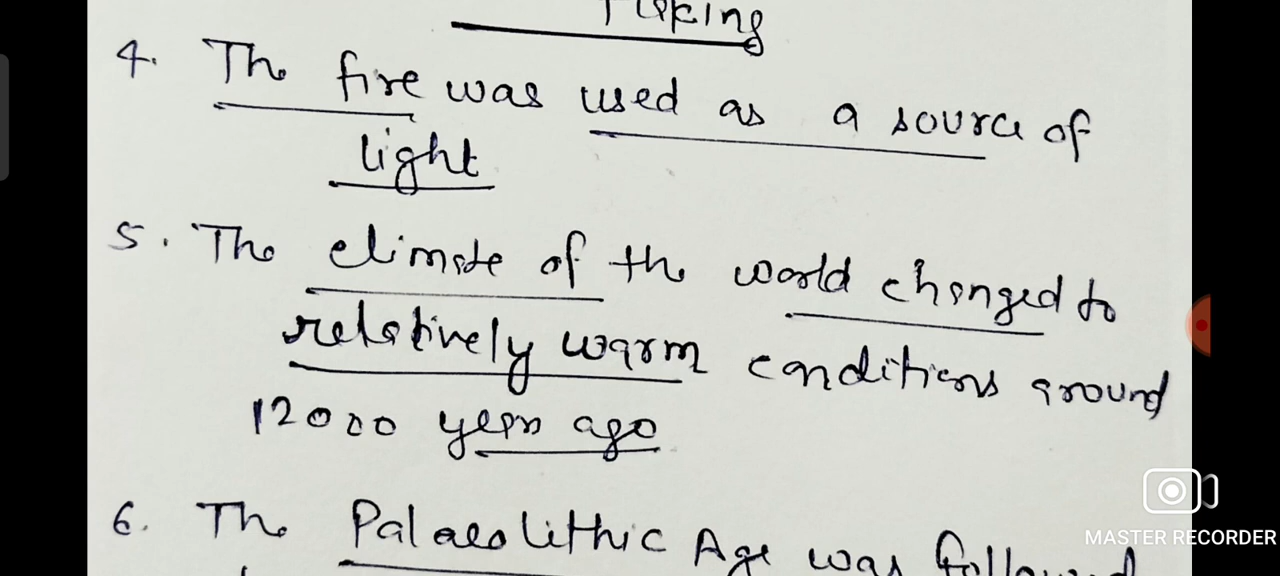 4. The fire was used as a source of
light
5. The climate of the world changed to
relatively warm conditions around
12000 years ago
6. The Palaeolithic Age was followed
MASTER RECORDER